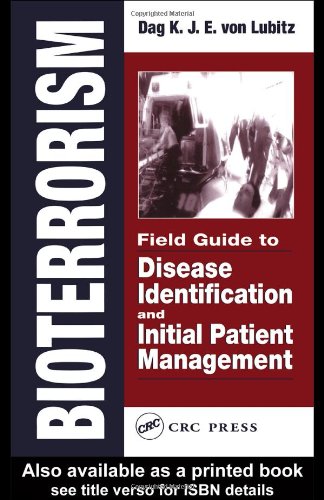 Dag K. J. E. von Lubitz
BIOTERRORISM
Field Guide to
Disease
Identification
and
Initial Patient
Management
CRC
CRC PRESS
Also available as a printed book
see title verso for ISBN details